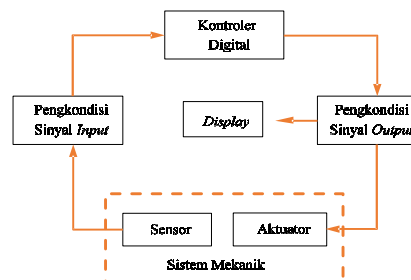 Kontroler
Digital
Pengkondisi
Sinyal Input
Display
Pengkondisi
Sinyal Output
Sensor
Aktuator
Sistem Mekanik